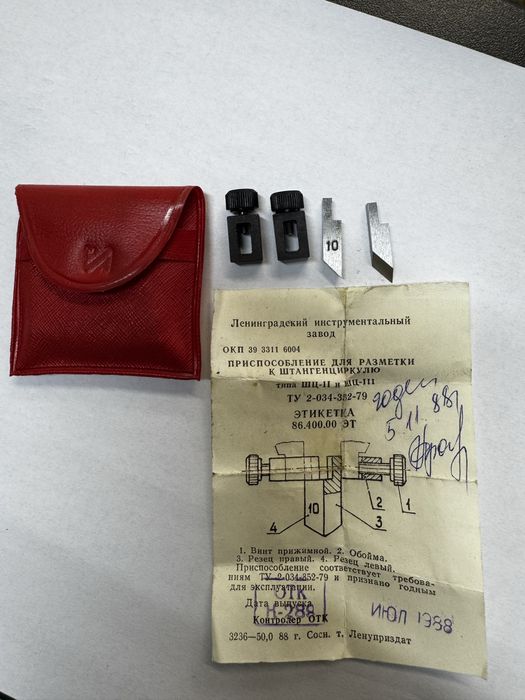 10
Ленинградский инструментальный
завод
ОКП 39 3311 6004
ПРИСПОСОБЛЕНИЕ ДЛЯ РАЗМЕТКИ
К ШТАНГЕНЦИРКУЛЮ
типа ШЦ-II и ШЦ-III
ТУ 2-034-352-79
ЭТИКЕТКА
86.400.00 ЭТ
годен
5.11.88г
10
4
3
2
1
1. Винт прижимной. 2. Обойма.
3. Резец правый. 4. Резец левый.
Приспособление соответствует требова-
ниям ТУ 2-034-352-79 и признано годным
для эксплуатации.
Дата выпуска
ИЮЛ 1988
ОТК
Н-288
Контролер ОТК
3236—50,0 88 г. Сосн. т. Ленуприздат